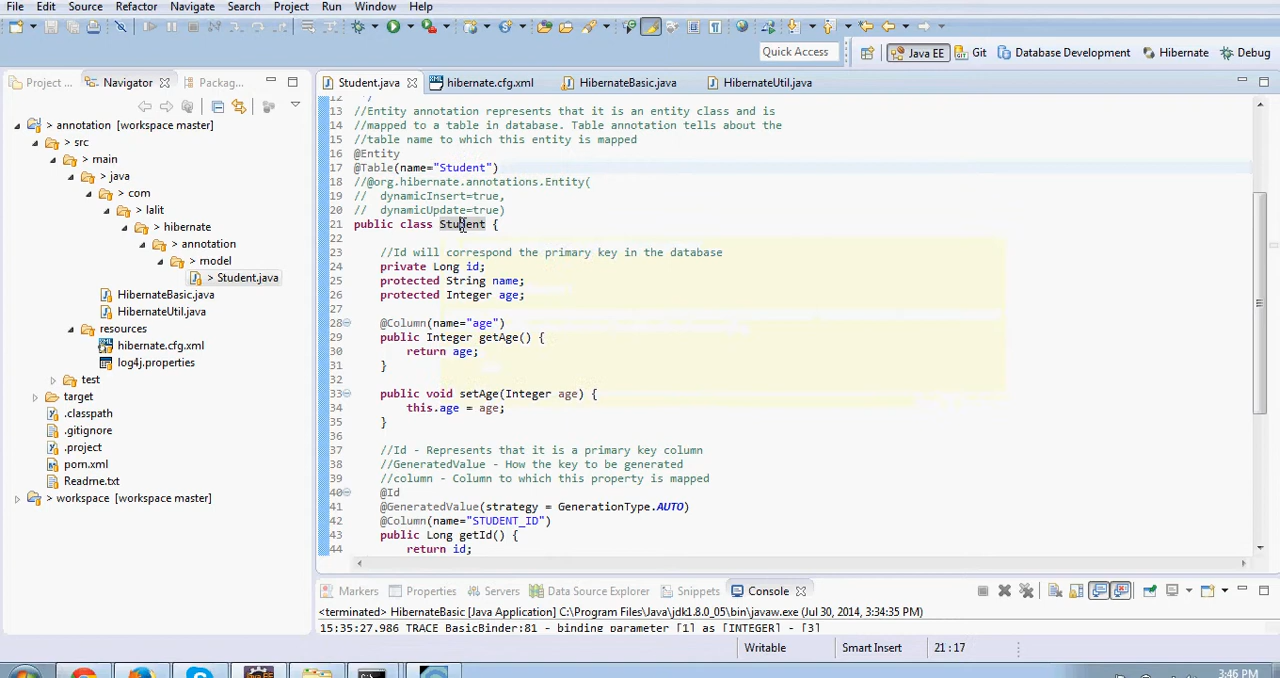 File Edit Source Refactor Navigate Search Project Run Window Help
Quick Access
Java EE Git Database Development Hibernate Debug
Project ... Navigator Packag...
Student.java hibernate.cfg.xml HibernateBasic.java HibernateUtil.java
> annotation [workspace master]
> src
> main
> java
> com
> lalit
> hibernate
> annotation
> model
> Student.java
HibernateBasic.java
HibernateUtil.java
resources
hibernate.cfg.xml
log4j.properties
test
target
.classpath
.gitignore
.project
pom.xml
Readme.txt
> workspace [workspace master]
12 */
13 //Entity annotation represents that it is an entity class and is
14 //mapped to a table in database. Table annotation tells about the
15 //table name to which this entity is mapped
16 @Entity
17 @Table(name="Student")
18 //@org.hibernate.annotations.Entity(
19 // dynamicInsert=true,
20 // dynamicUpdate=true)
21 public class Student {
22
23 //Id will correspond the primary key in the database
24 private Long id;
25 protected String name;
26 protected Integer age;
27
28 @Column(name="age")
29 public Integer getAge() {
30 return age;
31 }
32
33 public void setAge(Integer age) {
34 this.age = age;
35 }
36
37 //Id - Represents that it is a primary key column
38 //GeneratedValue - How the key to be generated
39 //column - Column to which this property is mapped
40 @Id
41 @GeneratedValue(strategy = GenerationType.AUTO)
42 @Column(name="STUDENT_ID")
43 public Long getId() {
44 return id;
Markers Properties Servers Data Source Explorer Snippets Console
<terminated> HibernateBasic [Java Application] C:\Program Files\Java\jdk1.8.0_05\bin\javaw.exe (Jul 30, 2014, 3:34:35 PM)
15:35:27.986 TRACE BasicBinder:81 - binding parameter [1] as [INTEGER] - [3]
Writable Smart Insert 21 : 17
3:46 PM